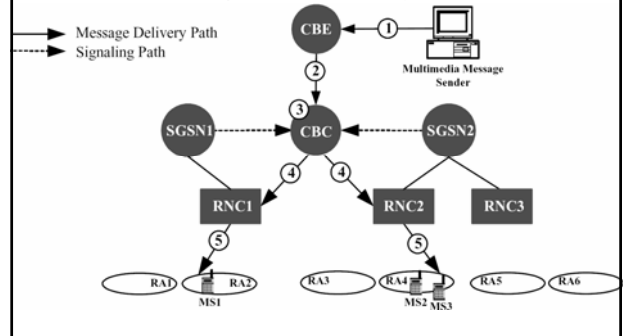 Message Delivery Path
Signaling Path
CBE
1
Multimedia Message
Sender
2
3
SGSN1
CBC
SGSN2
4
4
RNC1
RNC2
RNC3
5
5
RA1
RA2
RA3
RA4
RA5
RA6
MS1
MS2
MS3